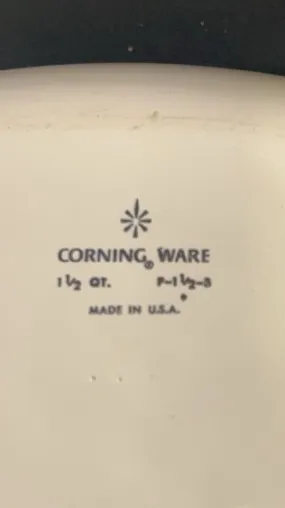 CORNING® WARE
1½ QT. P-1½-B
MADE IN U.S.A.